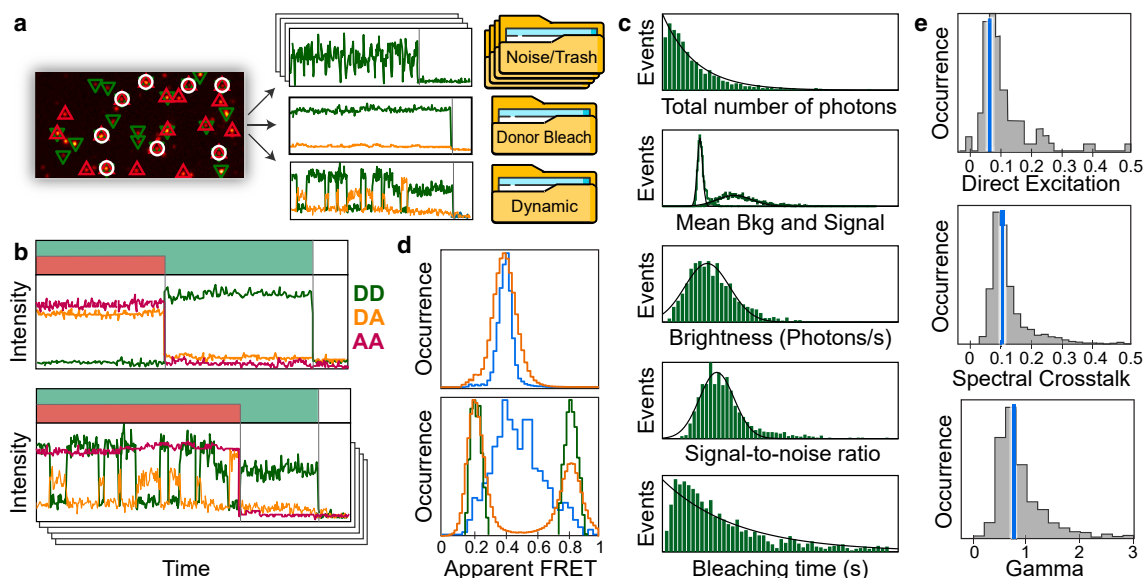 a
Noise/Trash
Donor Bleach
Dynamic
b
Intensity
DD
DA
AA
Intensity
Time
c
Events
Total number of photons
Events
Mean Bkg and Signal
Events
Brightness (Photons/s)
Events
Signal-to-noise ratio
Events
Bleaching time (s)
d
Occurrence
Occurrence
0 0.2 0.4 0.6 0.8 1
Apparent FRET
e
Occurrence
0 0.1 0.2 0.3 0.4 0.5
Direct Excitation
Occurrence
0 0.1 0.2 0.3 0.4 0.5
Spectral Crosstalk
Occurrence
0 1 2 3
Gamma